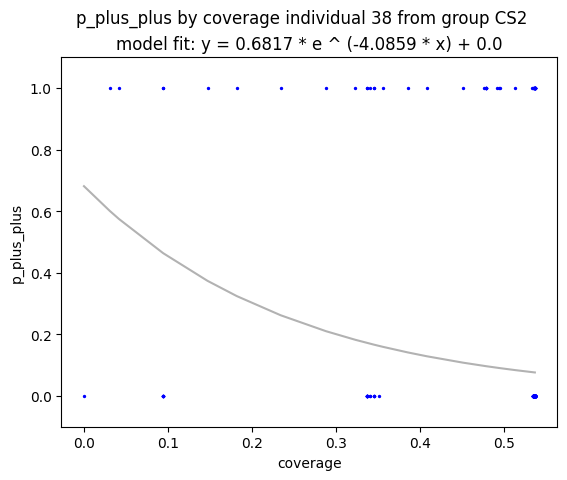 p_plus_plus by coverage individual 38 from group CS2
model fit: y = 0.6817 * e ^ (-4.0859 * x) + 0.0
1.0
0.8
0.6
0.4
0.2
0.0
p_plus_plus
0.0 0.1 0.2 0.3 0.4 0.5
coverage